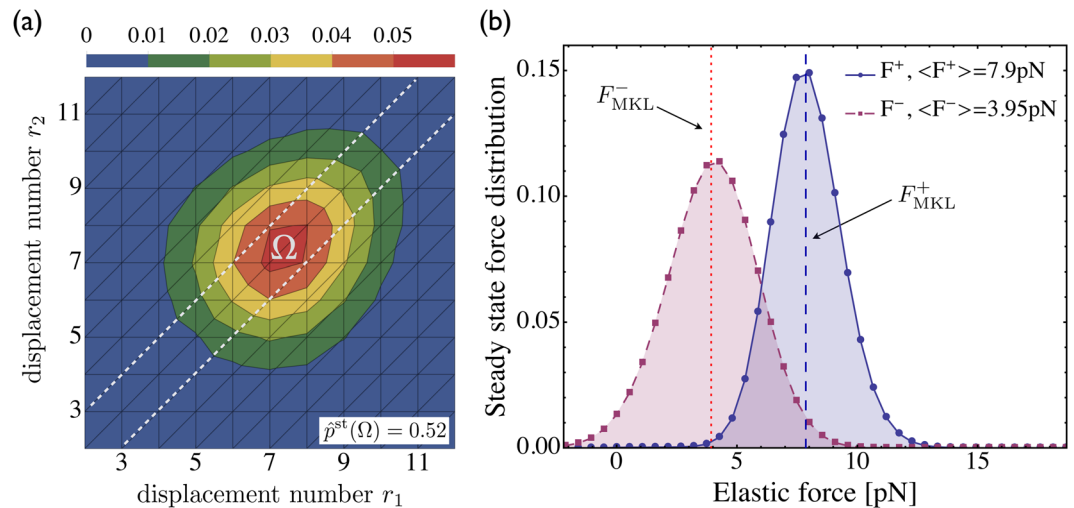 (a)
0 0.01 0.02 0.03 0.04 0.05
displacement number r₂
11
9
7
5
3
Ω
p̂ˢᵗ(Ω) = 0.52
3 5 7 9 11
displacement number r₁
(b)
Steady state force distribution
0.15
0.10
0.05
0.00
F⁺, <F⁺>=7.9pN
F⁻, <F⁻>=3.95pN
F⁻MKL
F⁺MKL
0 5 10 15
Elastic force [pN]